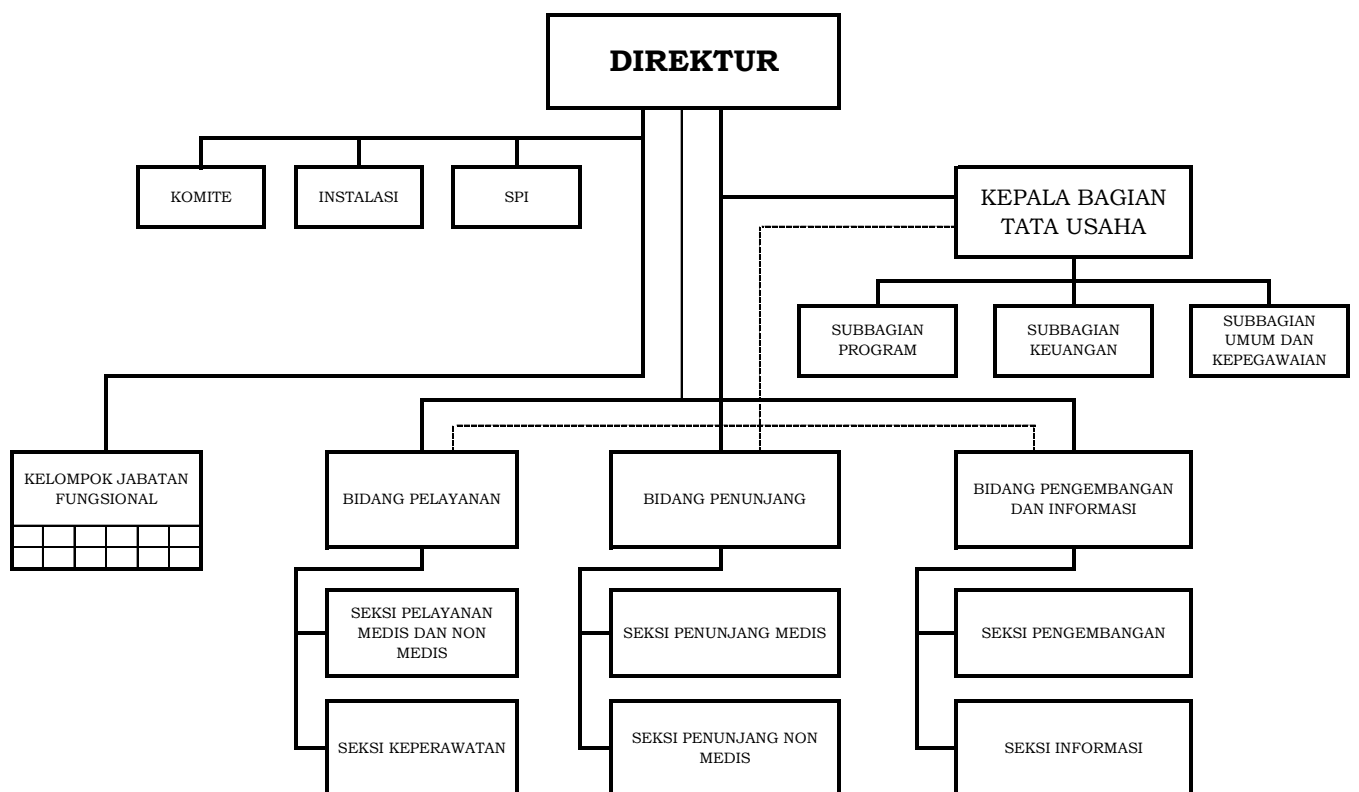 DIREKTUR
KOMITE
INSTALASI
SPI
KEPALA BAGIAN
TATA USAHA
SUBBAGIAN
PROGRAM
SUBBAGIAN
KEUANGAN
SUBBAGIAN
UMUM DAN
KEPEGAWAIAN
KELOMPOK JABATAN
FUNGSIONAL
BIDANG PELAYANAN
BIDANG PENUNJANG
BIDANG PENGEMBANGAN
DAN INFORMASI
SEKSI PELAYANAN
MEDIS DAN NON
MEDIS
SEKSI PENUNJANG MEDIS
SEKSI PENGEMBANGAN
SEKSI KEPERAWATAN
SEKSI PENUNJANG NON
MEDIS
SEKSI INFORMASI